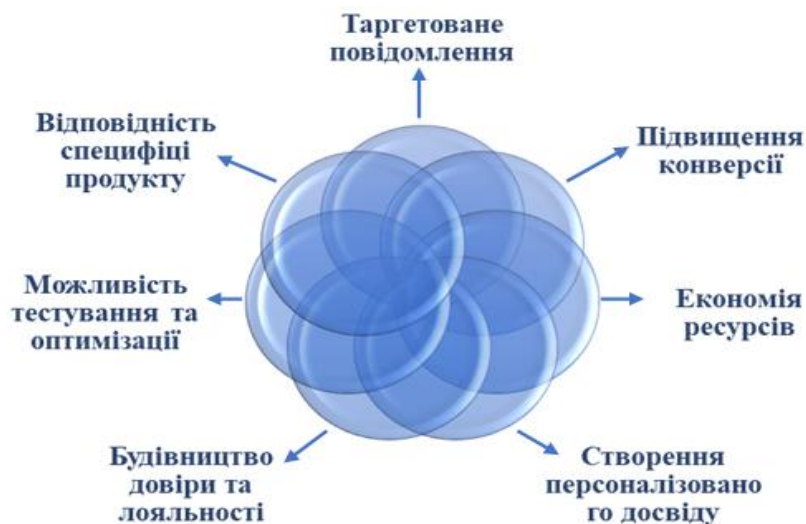 Таргетоване
повідомлення
Підвищення
конверсії
Економія
ресурсів
Створення
персоналізовано
го досвіду
Будівництво
довіри та
лояльності
Можливість
тестування та
оптимізації
Відповідність
специфіці
продукту